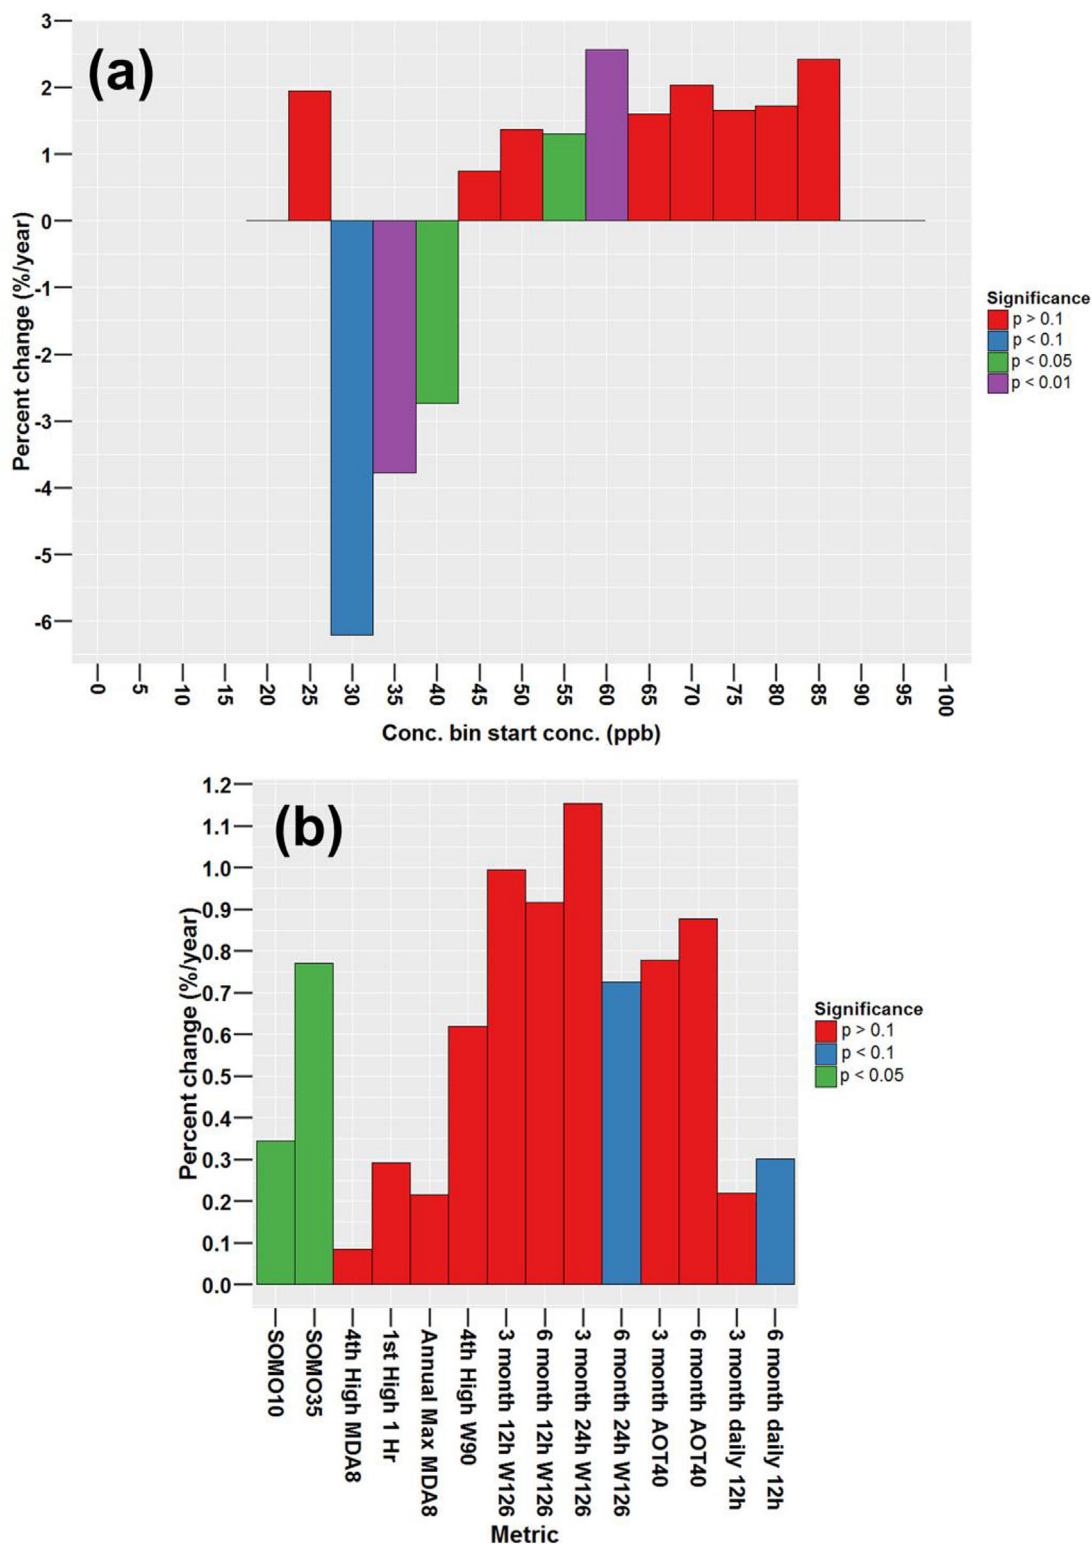 (a)
Percent change (%/year)
3
2
1
0
-1
-2
-3
-4
-5
-6
0 5 10 15 20 25 30 35 40 45 50 55 60 65 70 75 80 85 90 95 100
Conc. bin start conc. (ppb)
Significance
p > 0.1
p < 0.1
p < 0.05
p < 0.01
(b)
Percent change (%/year)
1.2
1.1
1.0
0.9
0.8
0.7
0.6
0.5
0.4
0.3
0.2
0.1
0.0
SOMO10
SOMO35
4th High MDA8
1st High 1 Hr
Annual Max MDA8
4th High W90
3 month 12h W126
6 month 12h W126
3 month 24h W126
6 month 24h W126
3 month AOT40
6 month AOT40
3 month daily 12h
6 month daily 12h
Metric
Significance
p > 0.1
p < 0.1
p < 0.05